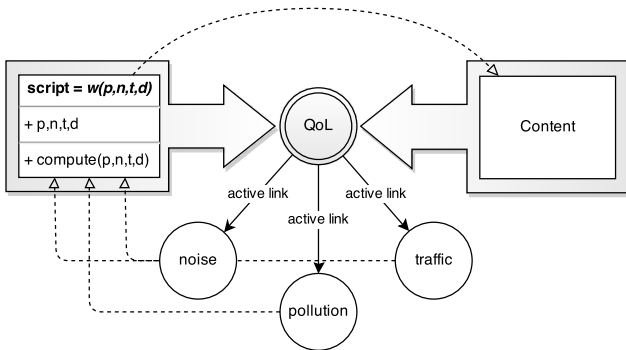 script = w(p,n,t,d)
+ p,n,t,d
+ compute(p,n,t,d)
QoL
Content
active link
active link
active link
noise
traffic
pollution